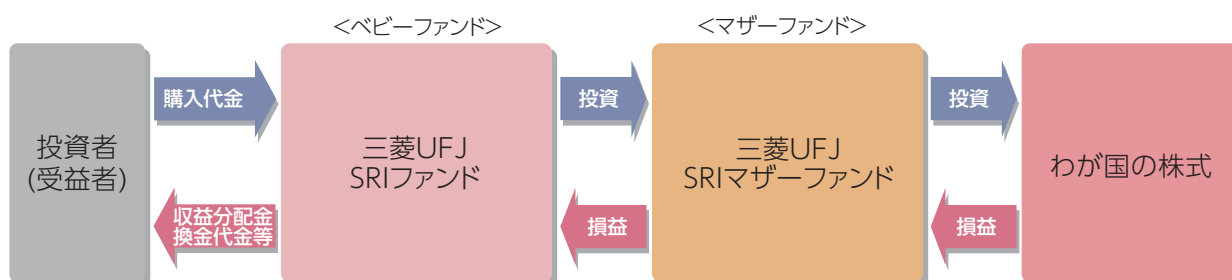 ＜ベビーファンド＞
＜マザーファンド＞
投資者
(受益者)
購入代金
収益分配金
換金代金等
三菱UFJ
SRIファンド
投資
損益
三菱UFJ
SRIマザーファンド
投資
損益
わが国の株式